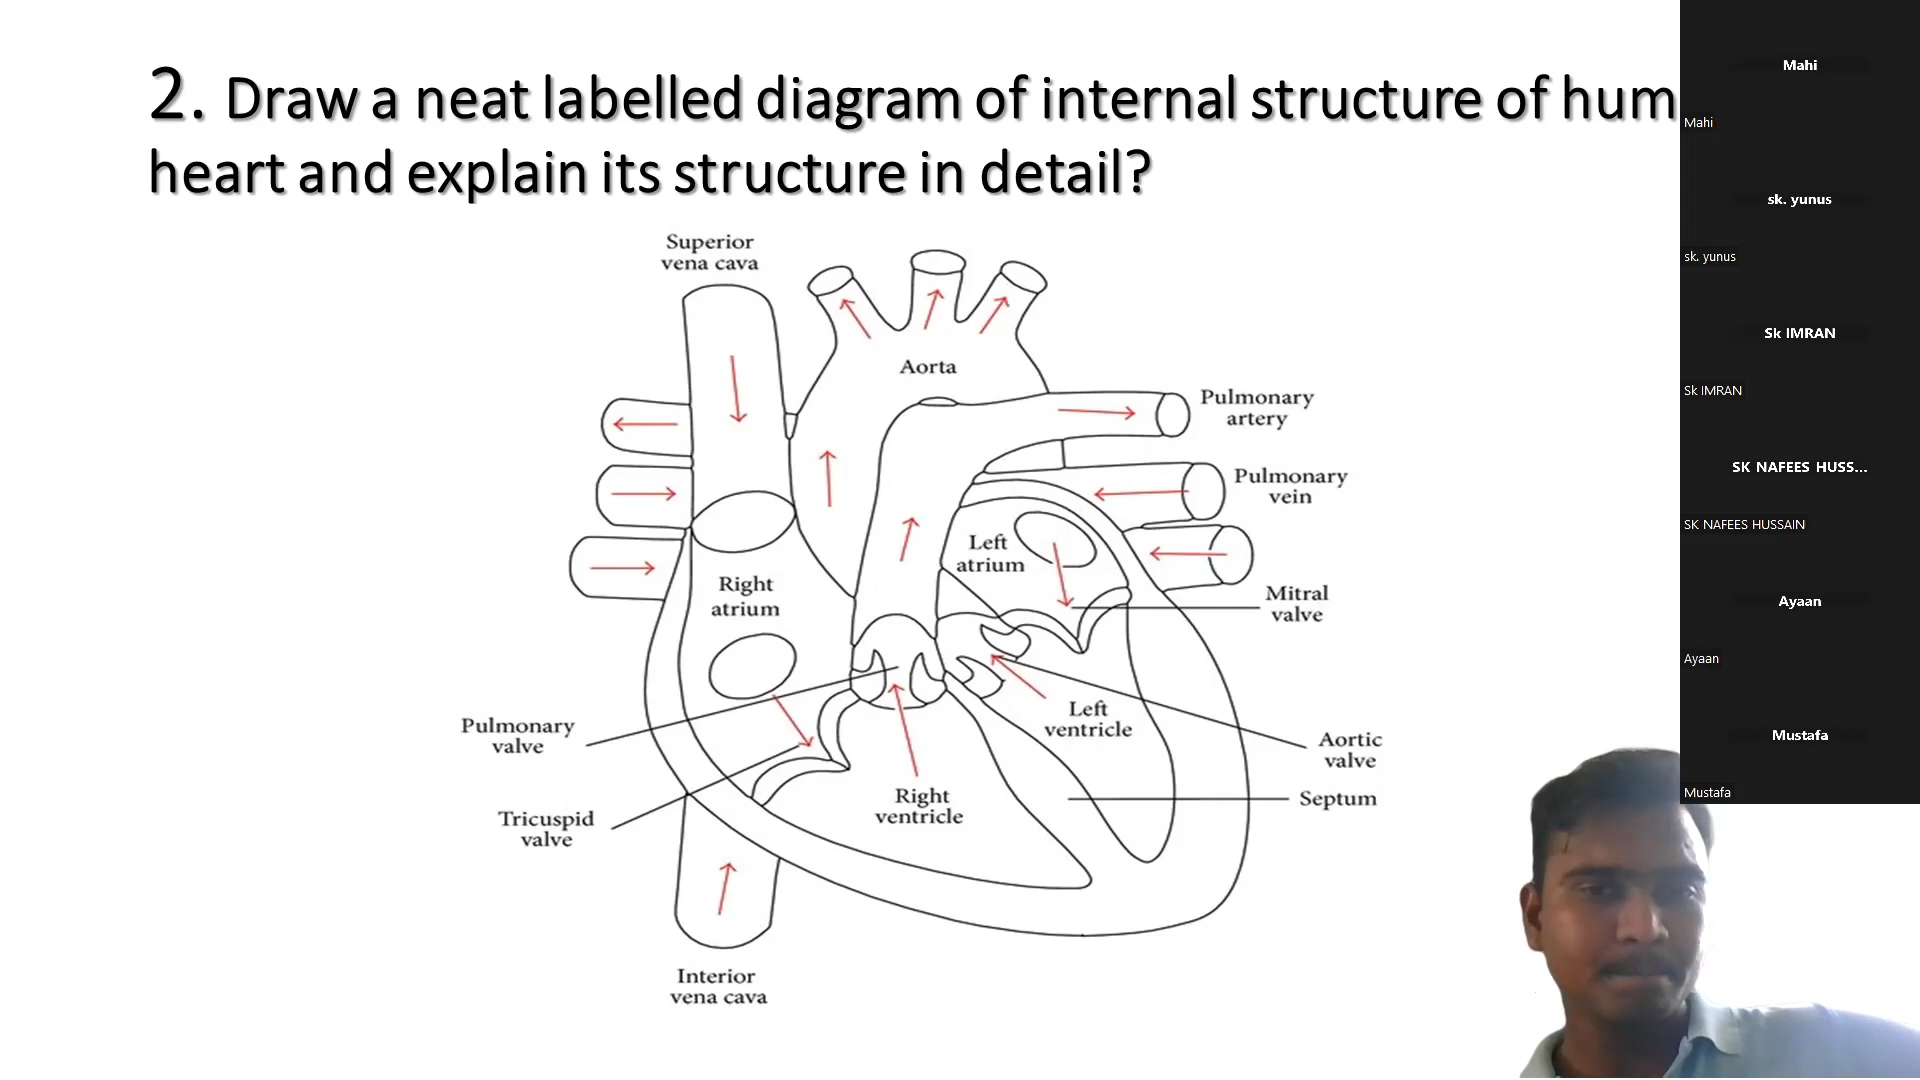 2. Draw a neat labelled diagram of internal structure of hum
heart and explain its structure in detail?
Superior
vena cava
Aorta
Pulmonary
artery
Pulmonary
vein
Left
atrium
Right
atrium
Mitral
valve
Left
ventricle
Pulmonary
valve
Aortic
valve
Right
ventricle
Septum
Tricuspid
valve
Interior
vena cava
Mahi
Mahi
sk. yunus
sk. yunus
Sk IMRAN
Sk IMRAN
SK NAFEES HUSS...
SK NAFEES HUSSAIN
Ayaan
Ayaan
Mustafa
Mustafa